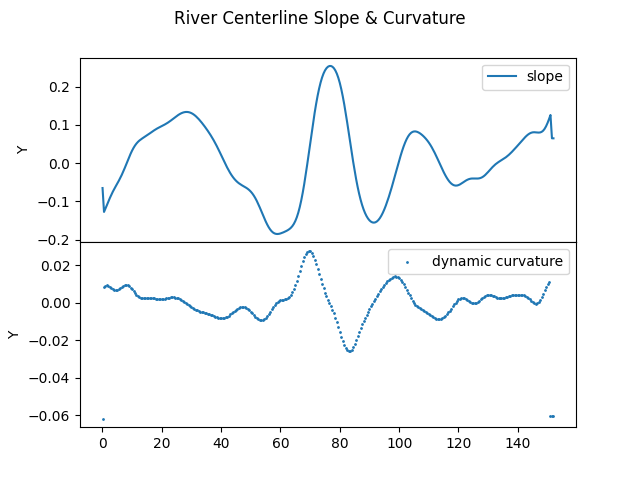 River Centerline Slope & Curvature
0.2
0.1
0.0
−0.1
−0.2
Y
slope
0.02
0.00
−0.02
−0.04
−0.06
Y
dynamic curvature
0 20 40 60 80 100 120 140